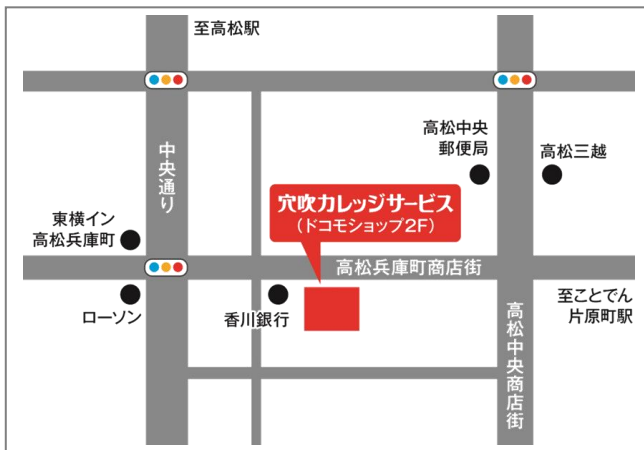 至高松駅
高松中央
郵便局
高松三越
中央通り
穴吹カレッジサービス
(ドコモショップ2F)
東横イン
高松兵庫町
高松兵庫町商店街
ローソン
香川銀行
至ことでん
片原町駅
高松中央商店街